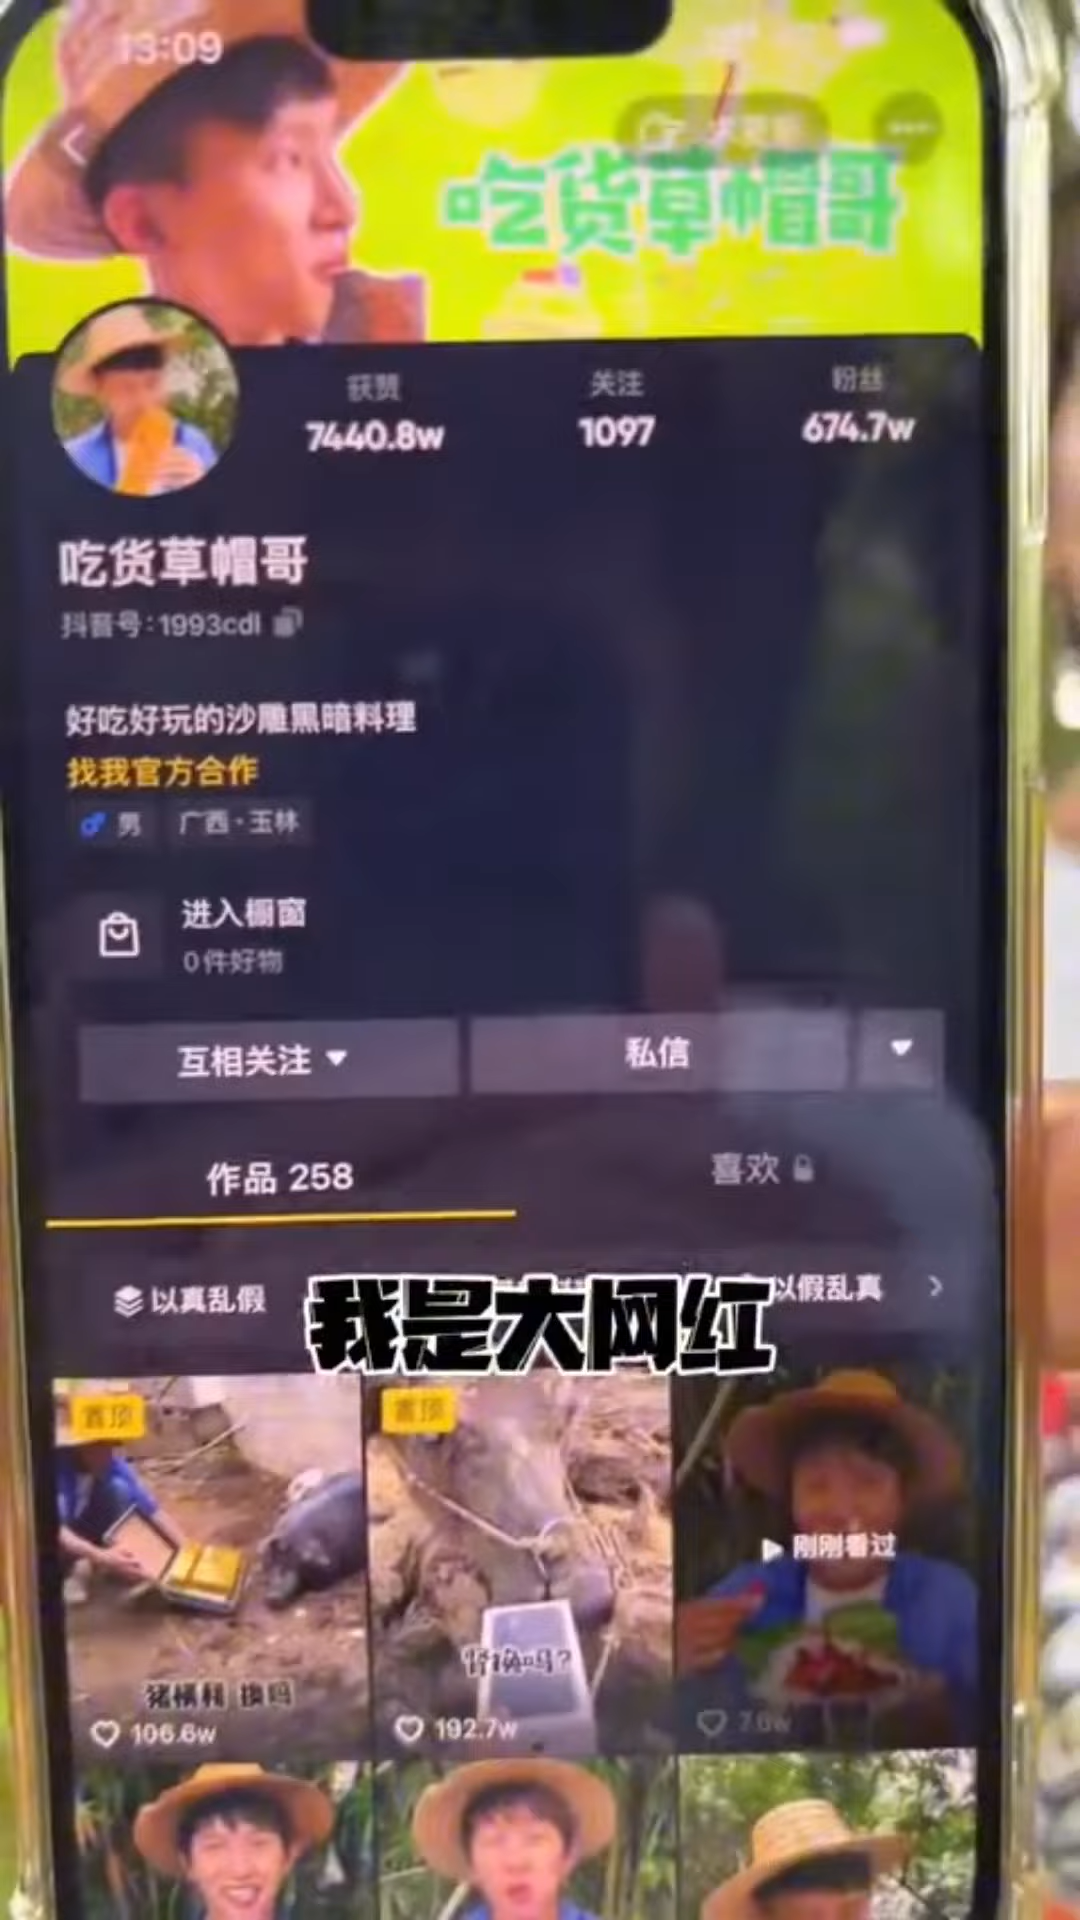 13:09
吃货草帽哥
获赞 关注 粉丝
7440.8w 1097 674.7w
吃货草帽哥
抖音号:1993cdl
好吃好玩的沙雕黑暗料理
找我官方合作
男 广西·玉林
进入橱窗
0件好物
互相关注 私信
作品 258 喜欢
以真乱假 以假乱真
我是大网红
置顶 置顶
刚刚看过
肾换吗?
106.6w 192.7w